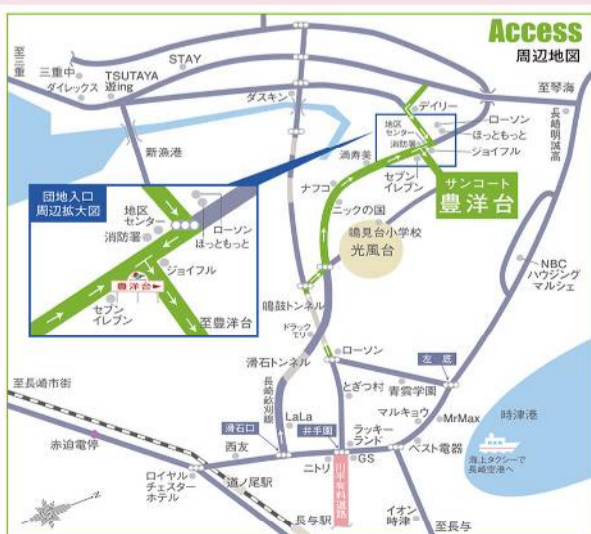 Access
周辺地図
至三重
三重中
ダイレックス
TSUTAYA
遊ing
STAY
ダスキン
新漁港
デイリー
至琴海
長崎明誠高
地区
センター
消防署
ローソン
ほっともっと
ジョイフル
満寿美
セブン
イレブン
サンコート
豊洋台
ナフコ
ニックの国
鳴見台小学校
光風台
団地入口
周辺拡大図
地区
センター
消防署
ローソン
ほっともっと
ジョイフル
豊洋台
セブン
イレブン
至豊洋台
NBC
ハウジング
マルシェ
鳴鼓トンネル
ドラック
モリ
滑石トンネル
ローソン
左底
とぎつ村
青雲学園
時津港
至長崎市街
長崎畝刈線
LaLa
マルキョウ
MrMax
赤迫電停
滑石口
井手園
ラッキー
ランド
ベスト電器
海上タクシーで
長崎空港へ
西友
ニトリ
GS
ロイヤル
チェスター
ホテル
道ノ尾駅
川平有料道路
長与駅
イオン
時津
至長与